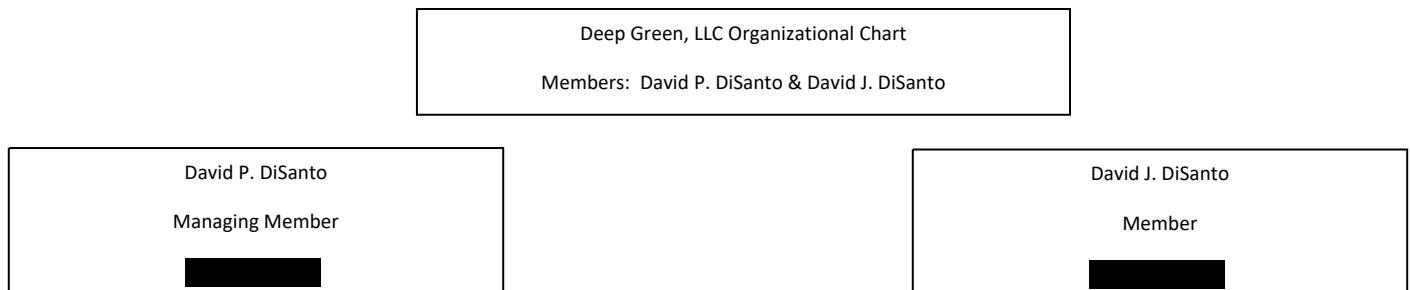 Deep Green, LLC Organizational Chart
Members: David P. DiSanto & David J. DiSanto
David P. DiSanto
Managing Member
David J. DiSanto
Member